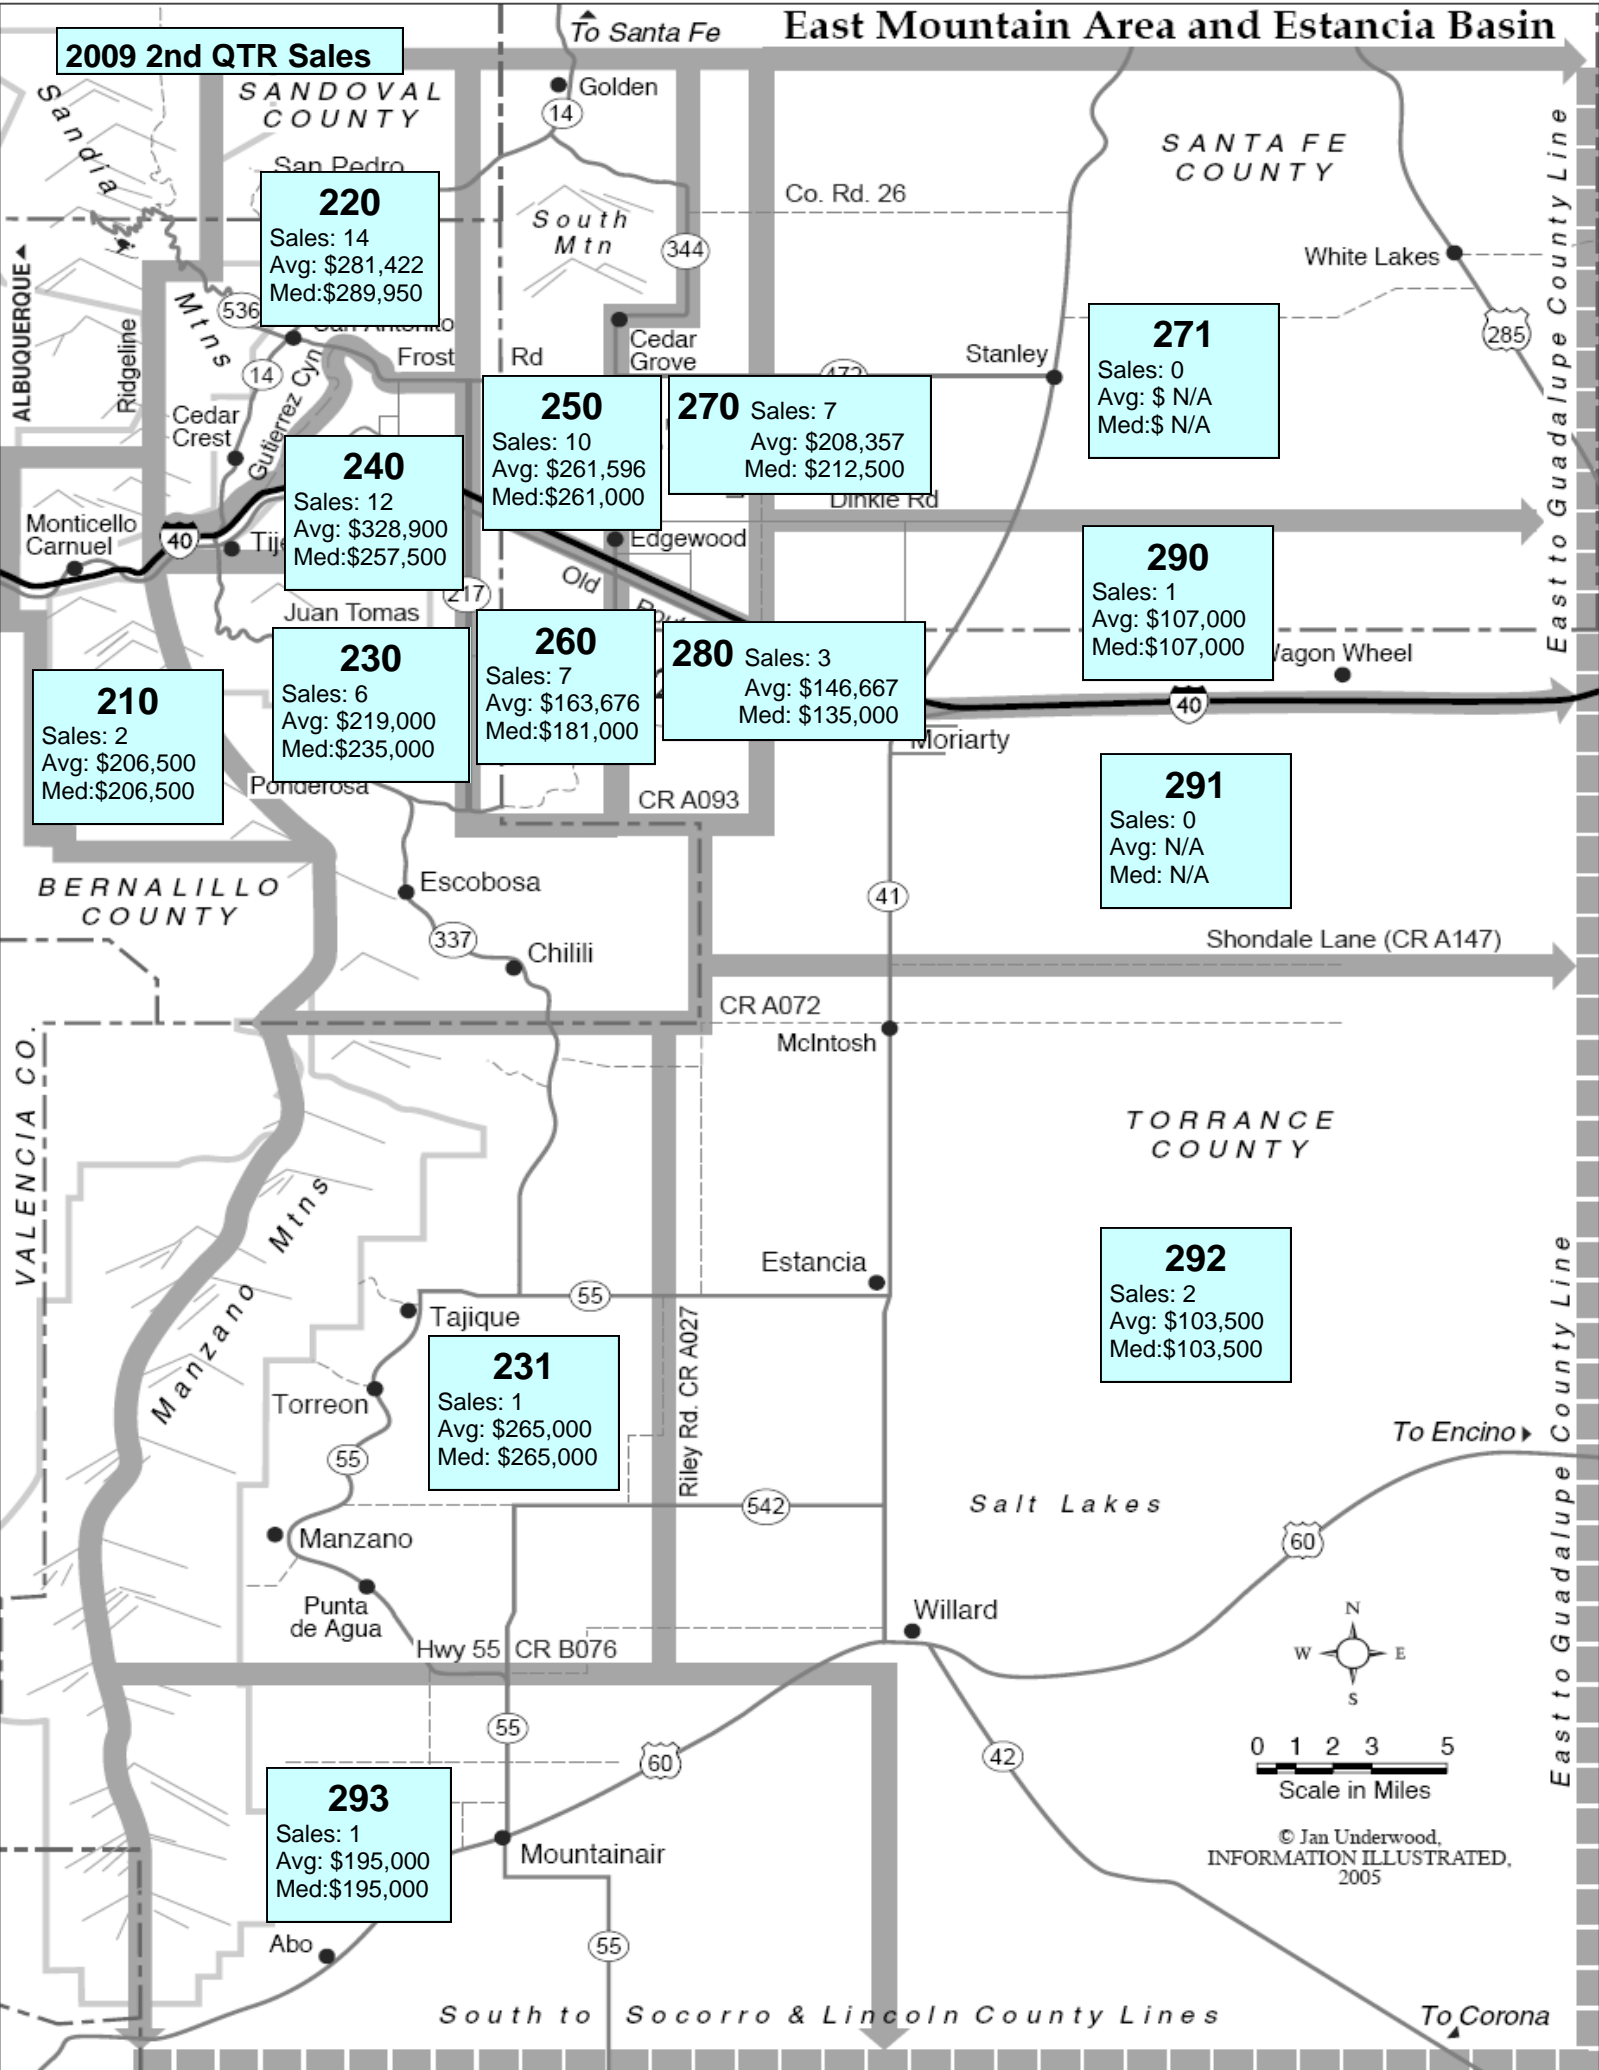 To Santa Fe
East Mountain Area and Estancia Basin
2009 2nd QTR Sales
Golden
14
SANDOVAL
COUNTY
Sandia
Mtns
SANTA FE
COUNTY
San Pedro
220
Sales: 14
Avg: $281,422
Med:$289,950
South
Mtn
344
Co. Rd. 26
White Lakes
285
East to Guadalupe County Line
ALBUQUERQUE
Ridgeline
536
San Antonito
14
Frost
Rd
Cedar
Grove
472
Stanley
271
Sales: 0
Avg: $ N/A
Med:$ N/A
Cedar
Crest
Gutierrez Cyn
250
Sales: 10
Avg: $261,596
Med:$261,000
270 Sales: 7
Avg: $208,357
Med: $212,500
240
Sales: 12
Avg: $328,900
Med:$257,500
Dinkle Rd
Monticello
Carnuel
40
Tije
Edgewood
Old
217
Juan Tomas
290
Sales: 1
Avg: $107,000
Med:$107,000
Wagon Wheel
40
230
Sales: 6
Avg: $219,000
Med:$235,000
260
Sales: 7
Avg: $163,676
Med:$181,000
280 Sales: 3
Avg: $146,667
Med: $135,000
210
Sales: 2
Avg: $206,500
Med:$206,500
Moriarty
Ponderosa
CR A093
291
Sales: 0
Avg: N/A
Med: N/A
BERNALILLO
COUNTY
Escobosa
41
337
Chilili
Shondale Lane (CR A147)
CR A072
McIntosh
VALENCIA CO.
TORRANCE
COUNTY
Manzano Mtns
Estancia
55
Tajique
292
Sales: 2
Avg: $103,500
Med:$103,500
East to Guadalupe County Line
Riley Rd. CR A027
231
Sales: 1
Avg: $265,000
Med: $265,000
Torreon
55
To Encino
Salt Lakes
542
60
Manzano
Punta
de Agua
Willard
Hwy 55
CR B076
N
W
E
S
55
60
42
0 1 2 3 5
Scale in Miles
293
Sales: 1
Avg: $195,000
Med:$195,000
Mountainair
© Jan Underwood,
INFORMATION ILLUSTRATED,
2005
Abo
55
South to Socorro & Lincoln County Lines
To Corona